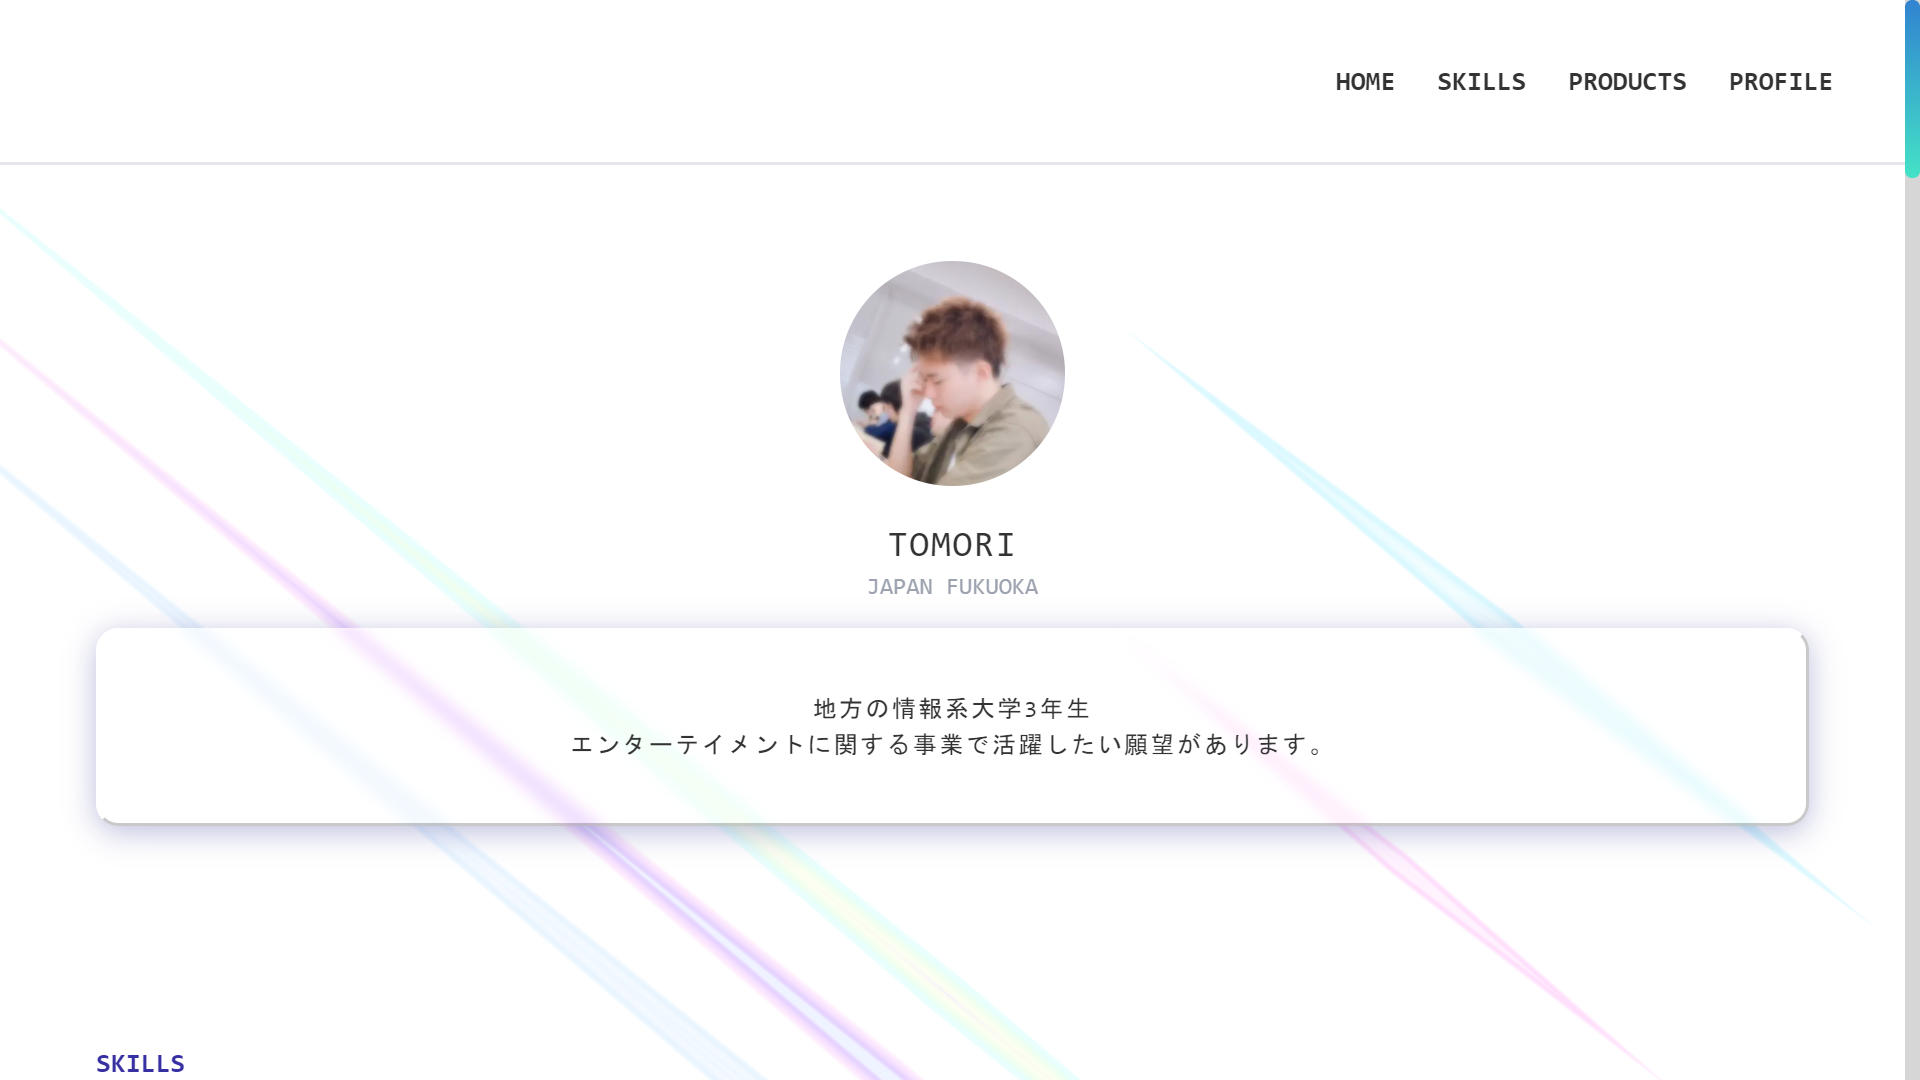 HOME SKILLS PRODUCTS PROFILE
TOMORI
JAPAN FUKUOKA
地方の情報系大学3年生
エンターテイメントに関する事業で活躍したい願望があります。
SKILLS